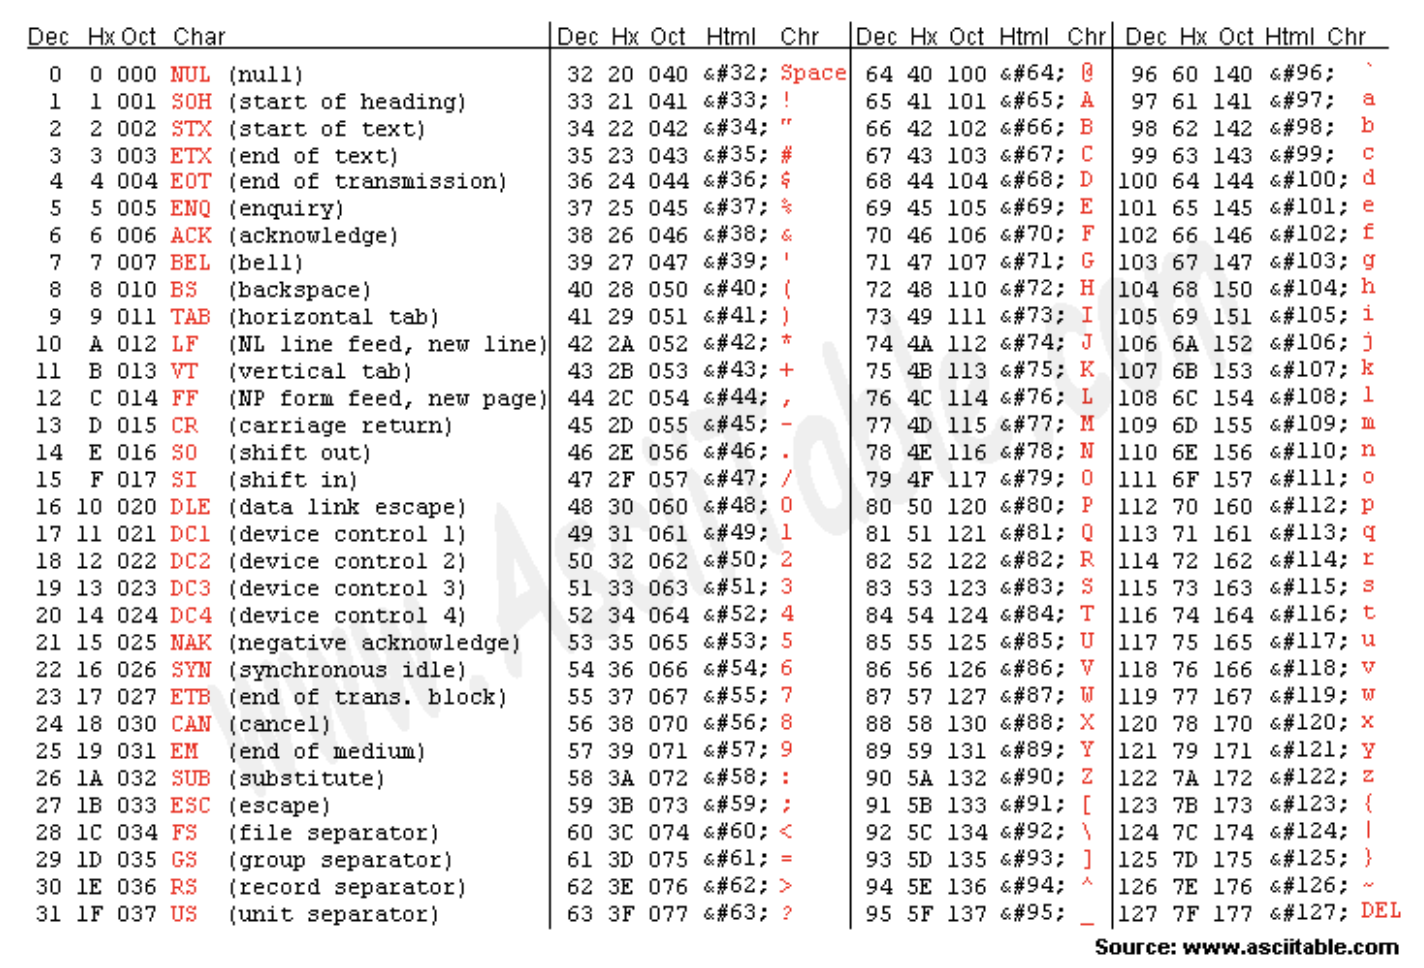 Dec Hx Oct Char Dec Hx Oct Html Chr Dec Hx Oct Html Chr Dec Hx Oct Html Chr
0 0 000 NUL (null) 32 20 040 &#32; Space 64 40 100 &#64; @ 96 60 140 &#96; `
1 1 001 SOH (start of heading) 33 21 041 &#33; ! 65 41 101 &#65; A 97 61 141 &#97; a
2 2 002 STX (start of text) 34 22 042 &#34; " 66 42 102 &#66; B 98 62 142 &#98; b
3 3 003 ETX (end of text) 35 23 043 &#35; # 67 43 103 &#67; C 99 63 143 &#99; c
4 4 004 EOT (end of transmission) 36 24 044 &#36; $ 68 44 104 &#68; D 100 64 144 &#100; d
5 5 005 ENQ (enquiry) 37 25 045 &#37; % 69 45 105 &#69; E 101 65 145 &#101; e
6 6 006 ACK (acknowledge) 38 26 046 &#38; & 70 46 106 &#70; F 102 66 146 &#102; f
7 7 007 BEL (bell) 39 27 047 &#39; ' 71 47 107 &#71; G 103 67 147 &#103; g
8 8 010 BS (backspace) 40 28 050 &#40; ( 72 48 110 &#72; H 104 68 150 &#104; h
9 9 011 TAB (horizontal tab) 41 29 051 &#41; ) 73 49 111 &#73; I 105 69 151 &#105; i
10 A 012 LF (NL line feed, new line) 42 2A 052 &#42; * 74 4A 112 &#74; J 106 6A 152 &#106; j
11 B 013 VT (vertical tab) 43 2B 053 &#43; + 75 4B 113 &#75; K 107 6B 153 &#107; k
12 C 014 FF (NP form feed, new page) 44 2C 054 &#44; , 76 4C 114 &#76; L 108 6C 154 &#108; l
13 D 015 CR (carriage return) 45 2D 055 &#45; - 77 4D 115 &#77; M 109 6D 155 &#109; m
14 E 016 SO (shift out) 46 2E 056 &#46; . 78 4E 116 &#78; N 110 6E 156 &#110; n
15 F 017 SI (shift in) 47 2F 057 &#47; / 79 4F 117 &#79; O 111 6F 157 &#111; o
16 10 020 DLE (data link escape) 48 30 060 &#48; 0 80 50 120 &#80; P 112 70 160 &#112; p
17 11 021 DC1 (device control 1) 49 31 061 &#49; 1 81 51 121 &#81; Q 113 71 161 &#113; q
18 12 022 DC2 (device control 2) 50 32 062 &#50; 2 82 52 122 &#82; R 114 72 162 &#114; r
19 13 023 DC3 (device control 3) 51 33 063 &#51; 3 83 53 123 &#83; S 115 73 163 &#115; s
20 14 024 DC4 (device control 4) 52 34 064 &#52; 4 84 54 124 &#84; T 116 74 164 &#116; t
21 15 025 NAK (negative acknowledge) 53 35 065 &#53; 5 85 55 125 &#85; U 117 75 165 &#117; u
22 16 026 SYN (synchronous idle) 54 36 066 &#54; 6 86 56 126 &#86; V 118 76 166 &#118; v
23 17 027 ETB (end of trans. block) 55 37 067 &#55; 7 87 57 127 &#87; W 119 77 167 &#119; w
24 18 030 CAN (cancel) 56 38 070 &#56; 8 88 58 130 &#88; X 120 78 170 &#120; x
25 19 031 EM (end of medium) 57 39 071 &#57; 9 89 59 131 &#89; Y 121 79 171 &#121; y
26 1A 032 SUB (substitute) 58 3A 072 &#58; : 90 5A 132 &#90; Z 122 7A 172 &#122; z
27 1B 033 ESC (escape) 59 3B 073 &#59; ; 91 5B 133 &#91; [ 123 7B 173 &#123; {
28 1C 034 FS (file separator) 60 3C 074 &#60; < 92 5C 134 &#92; \ 124 7C 174 &#124; |
29 1D 035 GS (group separator) 61 3D 075 &#61; = 93 5D 135 &#93; ] 125 7D 175 &#125; }
30 1E 036 RS (record separator) 62 3E 076 &#62; > 94 5E 136 &#94; ^ 126 7E 176 &#126; ~
31 1F 037 US (unit separator) 63 3F 077 &#63; ? 95 5F 137 &#95; _ 127 7F 177 &#127; DEL
Source: www.asciitable.com
www.AsciiTable.com